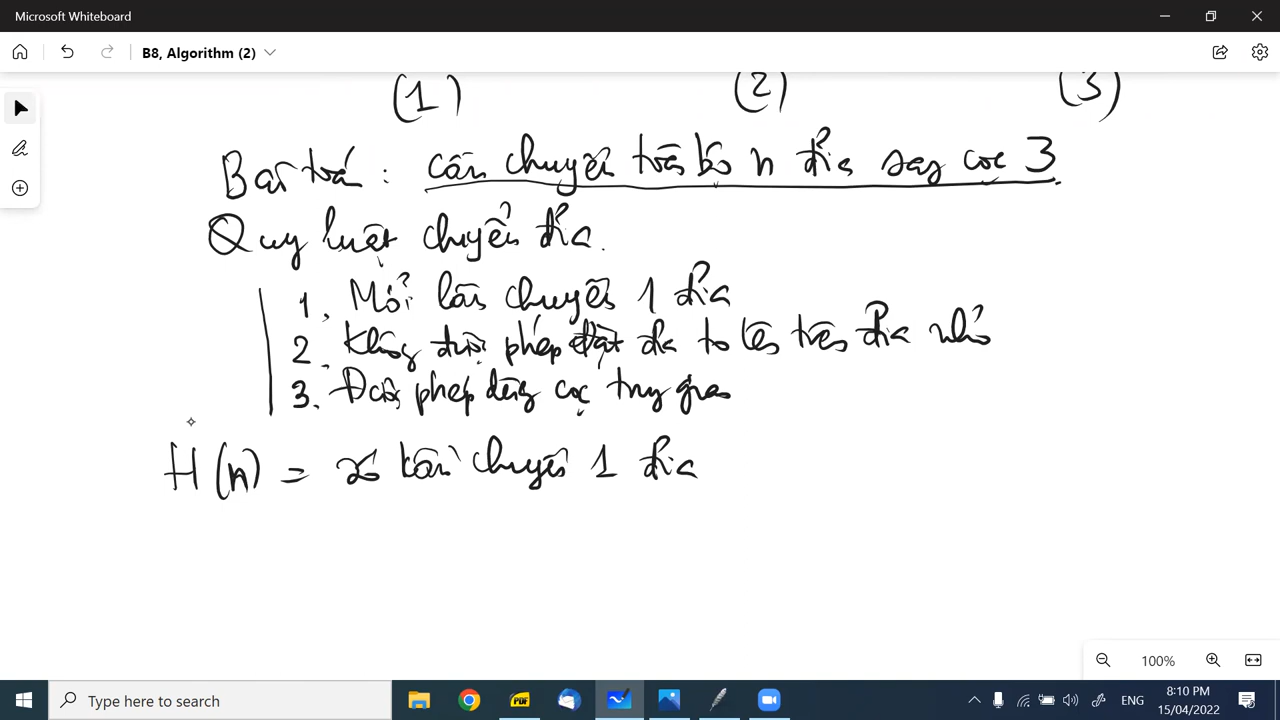 Microsoft Whiteboard
B8, Algorithm (2)
(1) (2) (3)
Bài toán: cần chuyển toàn bộ n đĩa sang cọc 3.
Quy luật chuyển đĩa.
1. Mỗi lần chuyển 1 đĩa
2. Không được phép đặt đĩa to lên trên đĩa nhỏ
3. Được phép dùng cọc trung gian
H(n) = số lần chuyển 1 đĩa
100%
Type here to search
PDF
ENG
8:10 PM
15/04/2022